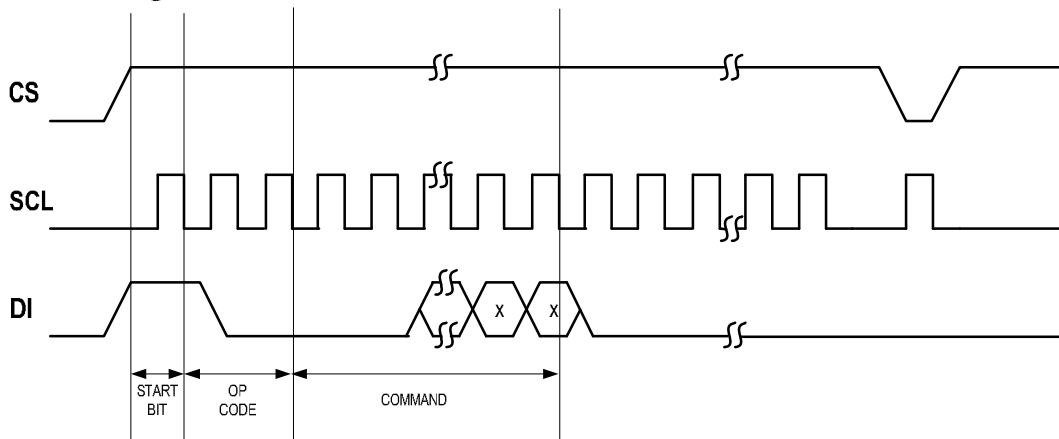 CS
SCL
DI
X X
START BIT
OP CODE
COMMAND